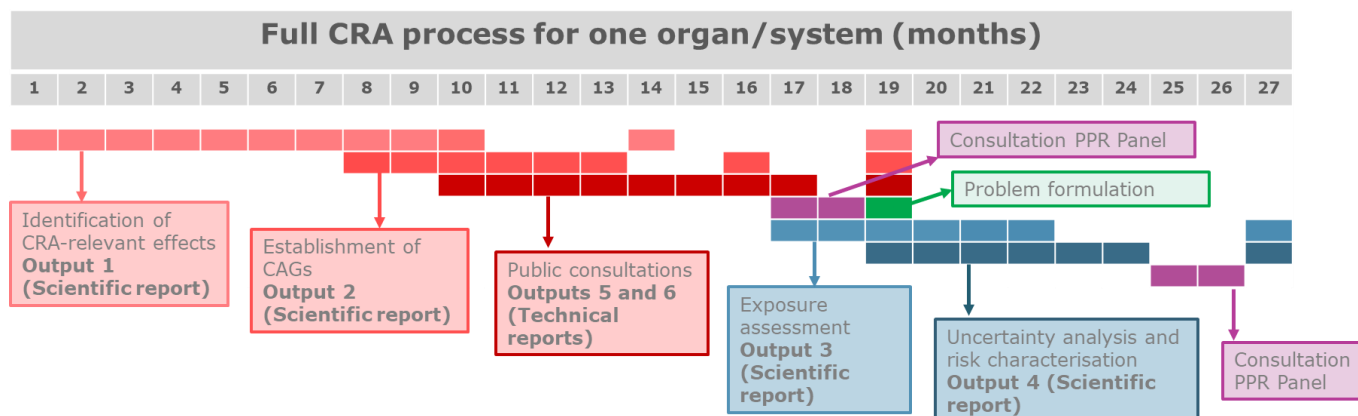 Full CRA process for one organ/system (months)
1 2 3 4 5 6 7 8 9 10 11 12 13 14 15 16 17 18 19 20 21 22 23 24 25 26 27
Consultation PPR Panel
Problem formulation
Identification of
CRA-relevant effects
Output 1
(Scientific report)
Establishment of
CAGs
Output 2
(Scientific report)
Public consultations
Outputs 5 and 6
(Technical
reports)
Exposure
assessment
Output 3
(Scientific
report)
Uncertainty analysis and
risk characterisation
Output 4 (Scientific
report)
Consultation
PPR Panel